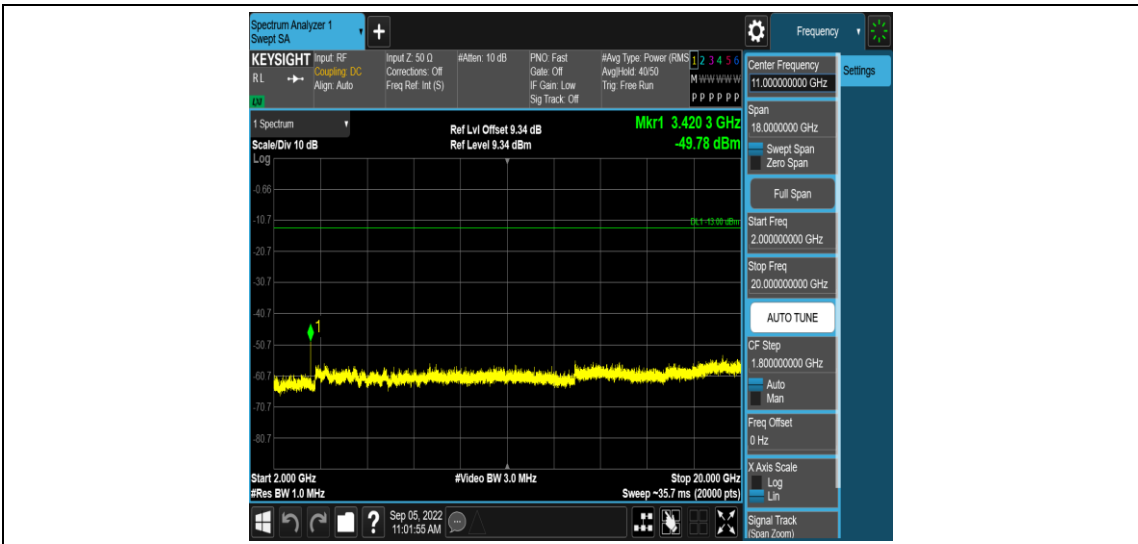 Spectrum Analyzer 1
Swept SA
+
Frequency
KEYSIGHT
RL
LXI
Input: RF
Coupling: DC
Align: Auto
Input Z: 50 Ω
Corrections: Off
Freq Ref: Int (S)
#Atten: 10 dB
PNO: Fast
Gate: Off
IF Gain: Low
Sig Track: Off
#Avg Type: Power (RMS
Avg|Hold: 40/50
Trig: Free Run
1 2 3 4 5 6
M W W W W W
P P P P P P
1 Spectrum
Scale/Div 10 dB
Log
Ref Lvl Offset 9.34 dB
Ref Level 9.34 dBm
Mkr1 3.420 3 GHz
-49.78 dBm
-0.66
-10.7
DL1 -13.00 dBm
-20.7
-30.7
-40.7
1
-50.7
-60.7
-70.7
-80.7
Start 2.000 GHz
#Res BW 1.0 MHz
#Video BW 3.0 MHz
Stop 20.000 GHz
Sweep ~35.7 ms (20000 pts)
?
Sep 05, 2022
11:01:55 AM
Center Frequency
11.000000000 GHz
Settings
Span
18.0000000 GHz
Swept Span
Zero Span
Full Span
Start Freq
2.000000000 GHz
Stop Freq
20.000000000 GHz
AUTO TUNE
CF Step
1.800000000 GHz
Auto
Man
Freq Offset
0 Hz
X Axis Scale
Log
Lin
Signal Track
(Span Zoom)